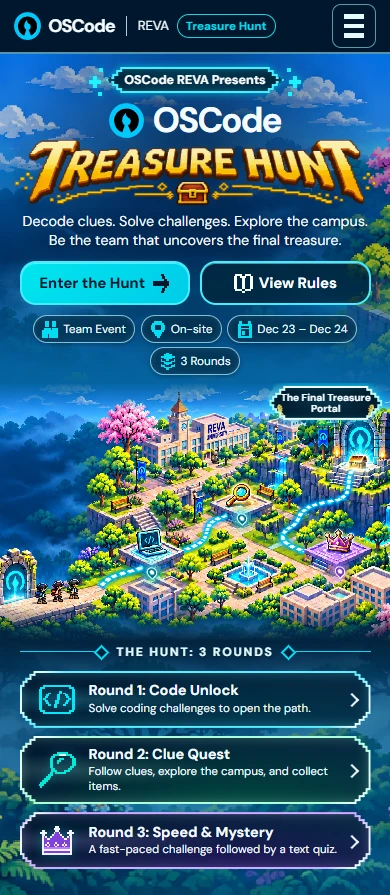 OSCode
REVA
Treasure Hunt
OSCode REVA Presents
OSCode
TREASURE HUNT
Decode clues. Solve challenges. Explore the campus.
Be the team that uncovers the final treasure.
Enter the Hunt
View Rules
Team Event
On-site
Dec 23 – Dec 24
3 Rounds
The Final Treasure
Portal
REVA
UNIVERSITY
THE HUNT: 3 ROUNDS
Round 1: Code Unlock
Solve coding challenges to open the path.
Round 2: Clue Quest
Follow clues, explore the campus, and collect
items.
Round 3: Speed & Mystery
A fast-paced challenge followed by a text quiz.